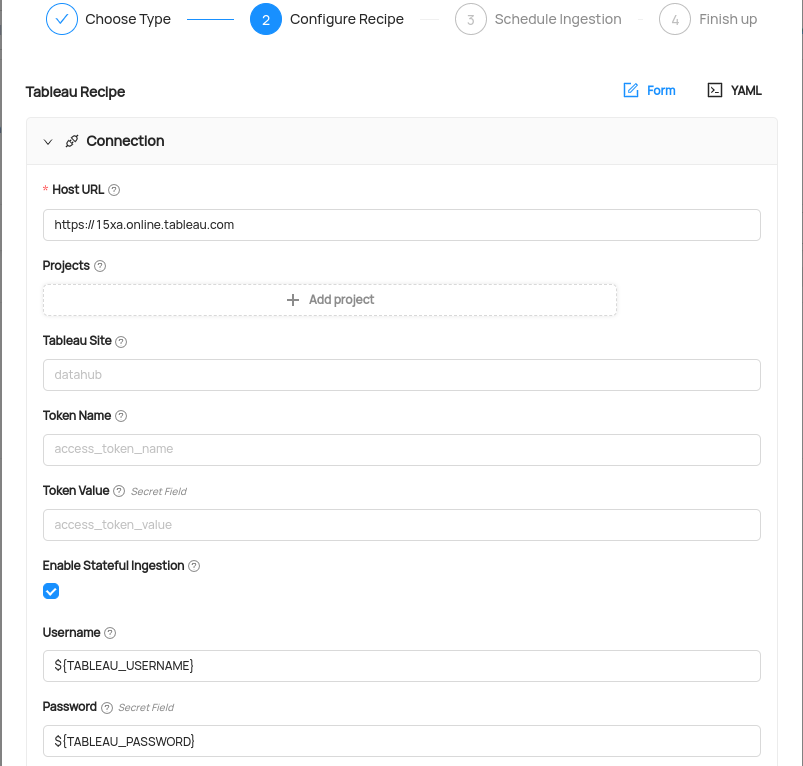 Choose Type
2 Configure Recipe
3 Schedule Ingestion
4 Finish up
Tableau Recipe
Form
YAML
Connection
* Host URL ?
https://15xa.online.tableau.com
Projects ?
+ Add project
Tableau Site ?
datahub
Token Name ?
access_token_name
Token Value ? Secret Field
access_token_value
Enable Stateful Ingestion ?
Username ?
${TABLEAU_USERNAME}
Password ? Secret Field
${TABLEAU_PASSWORD}